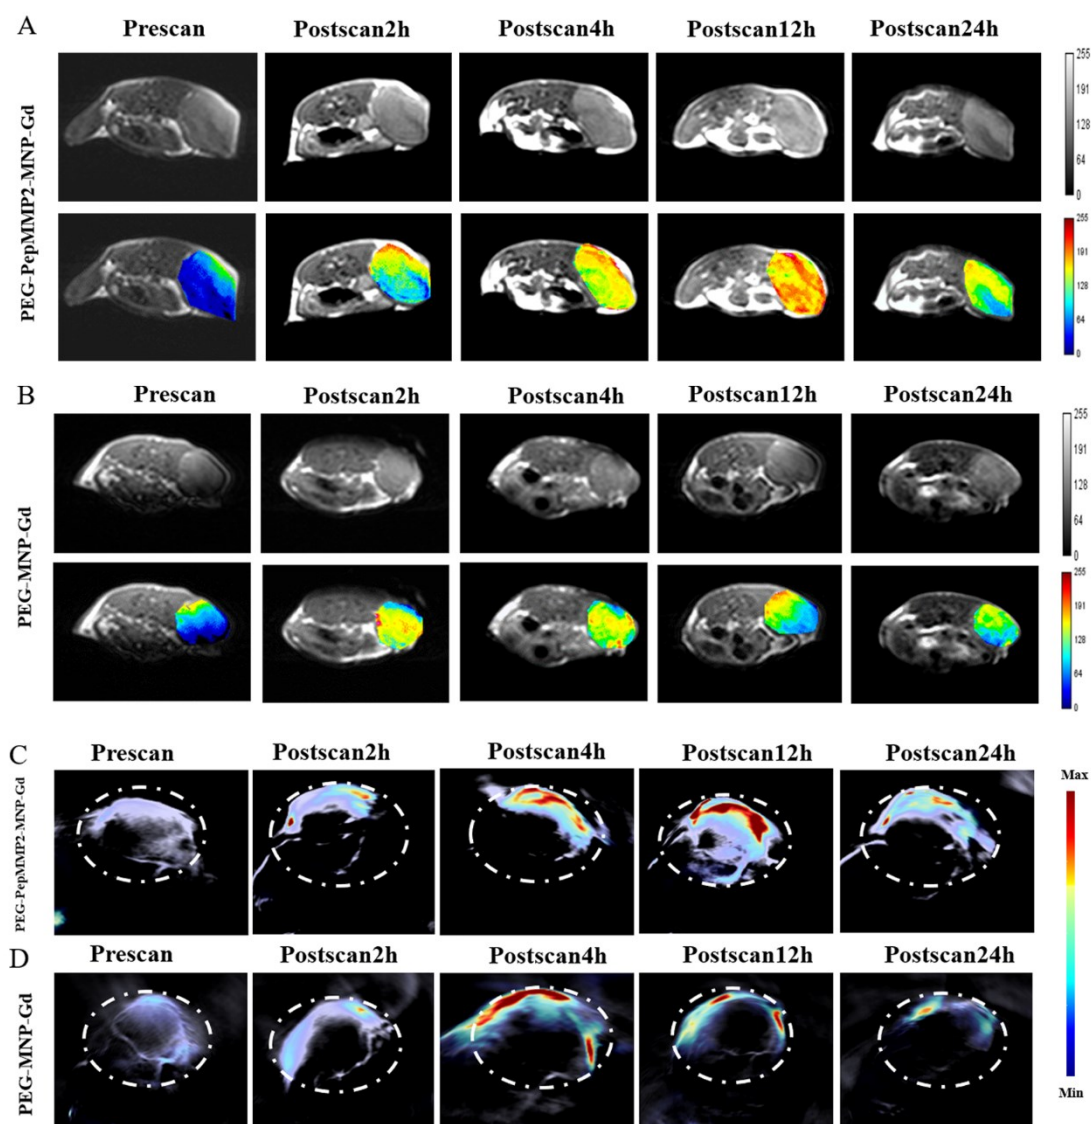 A
Prescan Postscan2h Postscan4h Postscan12h Postscan24h
PEG-PepMMP2-MNP-Gd
255
191
128
64
0
255
191
128
64
0
B
Prescan Postscan2h Postscan4h Postscan12h Postscan24h
PEG-MNP-Gd
255
191
128
64
0
255
191
128
64
0
C
Prescan Postscan2h Postscan4h Postscan12h Postscan24h
PEG-PepMMP2-MNP-Gd
Max
D
Prescan Postscan2h Postscan4h Postscan12h Postscan24h
PEG-MNP-Gd
Min